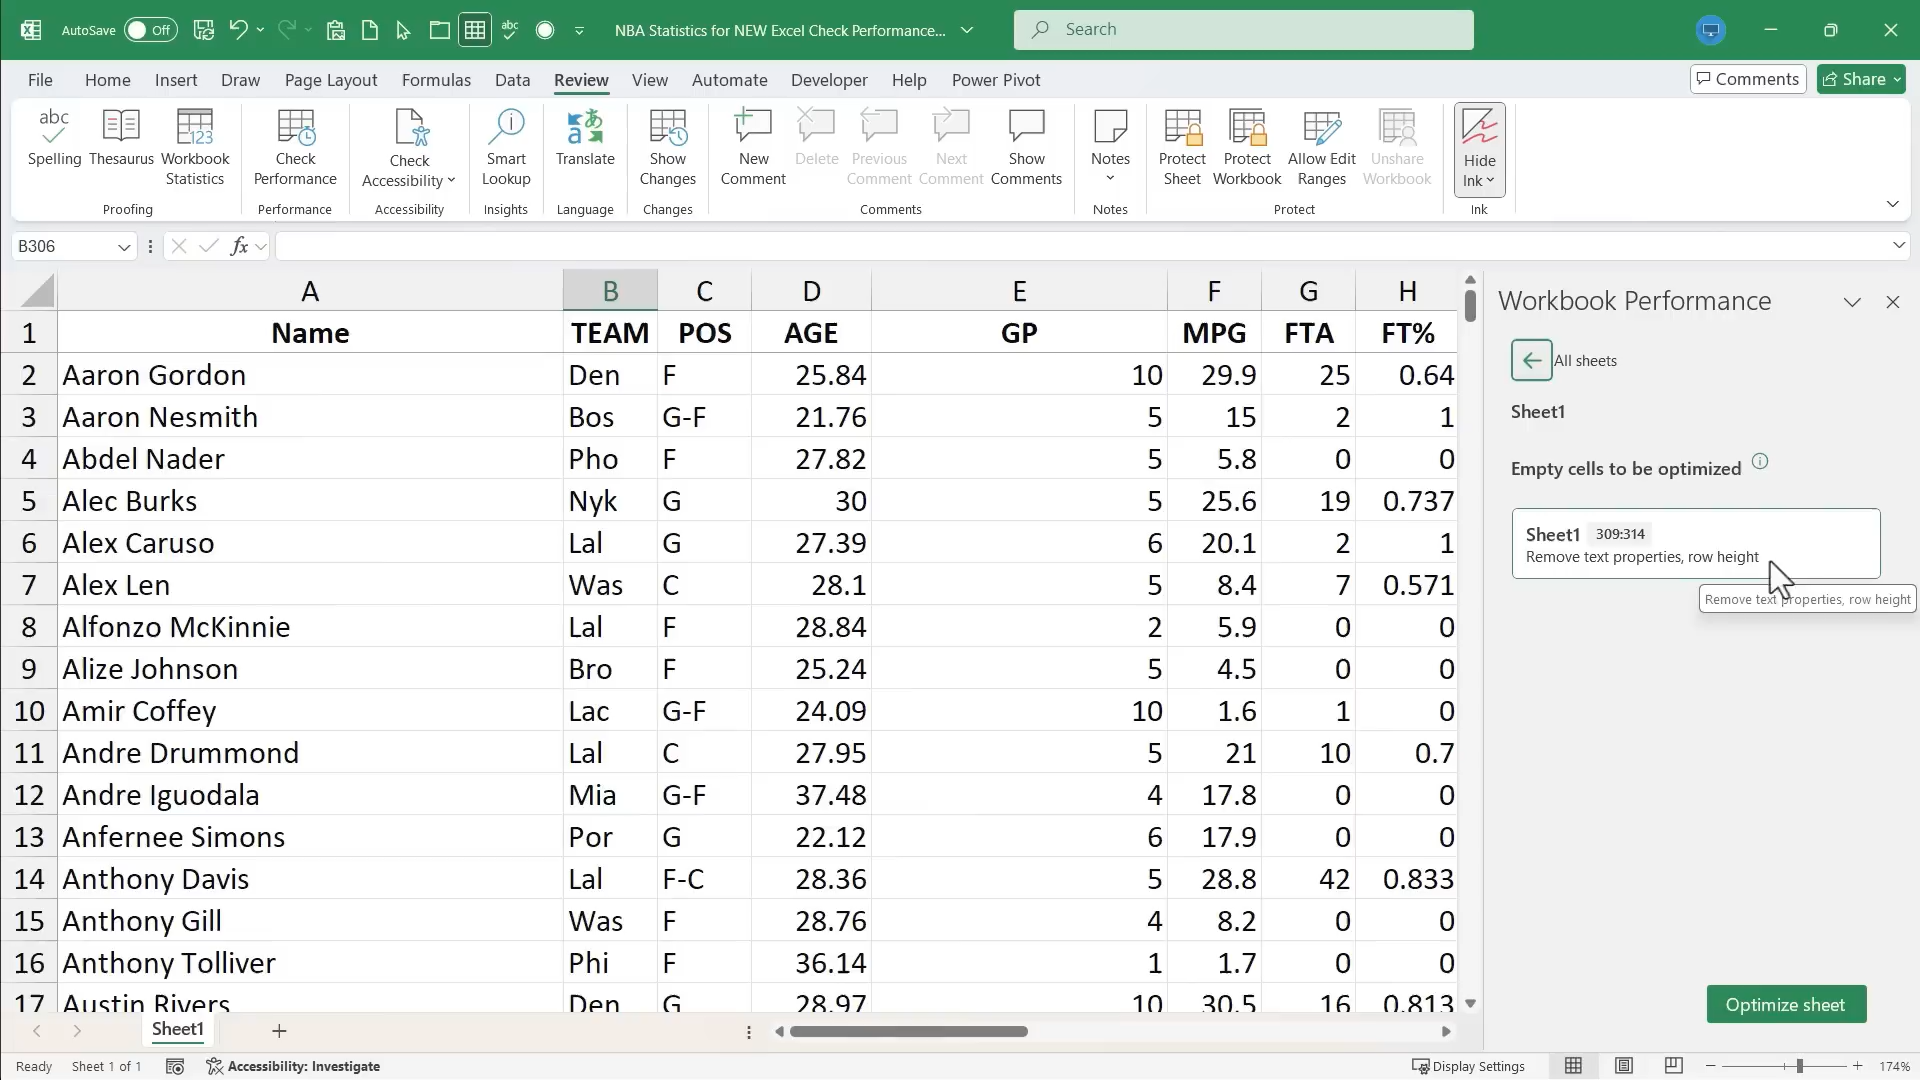 AutoSave Off abc NBA Statistics for NEW Excel Check Performance... Search
File Home Insert Draw Page Layout Formulas Data Review View Automate Developer Help Power Pivot Comments Share
abc Spelling
Thesaurus
123 Workbook Statistics
Proofing
Check Performance
Performance
Check Accessibility
Accessibility
Smart Lookup
Insights
Translate
Language
Show Changes
Changes
New Comment
Delete
Previous Comment
Next Comment
Show Comments
Comments
Notes
Notes
Protect Sheet
Protect Workbook
Allow Edit Ranges
Unshare Workbook
Protect
Hide Ink
Ink
B306 fx
A B C D E F G H
1 Name TEAM POS AGE GP MPG FTA FT%
2 Aaron Gordon Den F 25.84 10 29.9 25 0.64
3 Aaron Nesmith Bos G-F 21.76 5 15 2 1
4 Abdel Nader Pho F 27.82 5 5.8 0 0
5 Alec Burks Nyk G 30 5 25.6 19 0.737
6 Alex Caruso Lal G 27.39 6 20.1 2 1
7 Alex Len Was C 28.1 5 8.4 7 0.571
8 Alfonzo McKinnie Lal F 28.84 2 5.9 0 0
9 Alize Johnson Bro F 25.24 5 4.5 0 0
10 Amir Coffey Lac G-F 24.09 10 1.6 1 0
11 Andre Drummond Lal C 27.95 5 21 10 0.7
12 Andre Iguodala Mia G-F 37.48 4 17.8 0 0
13 Anfernee Simons Por G 22.12 6 17.9 0 0
14 Anthony Davis Lal F-C 28.36 5 28.8 42 0.833
15 Anthony Gill Was F 28.76 4 8.2 0 0
16 Anthony Tolliver Phi F 36.14 1 1.7 0 0
17 Austin Rivers Den G 28.97 10 30.5 16 0.813
Workbook Performance
All sheets
Sheet1
Empty cells to be optimized
Sheet1 309:314
Remove text properties, row height
Remove text properties, row height
Optimize sheet
Sheet1
Ready Sheet 1 of 1 Accessibility: Investigate Display Settings 174%